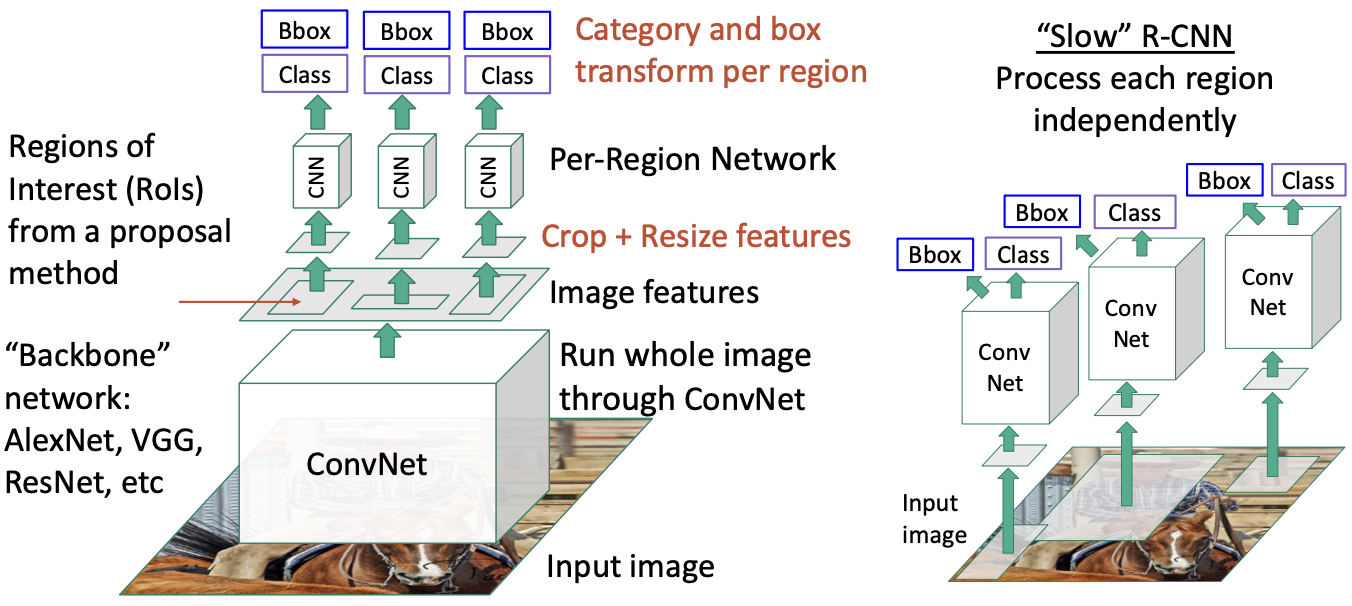 Bbox
Bbox
Bbox
Class
Class
Class
Category and box
transform per region
CNN
CNN
CNN
Per-Region Network
Regions of
Interest (RoIs)
from a proposal
method
Crop + Resize features
Image features
"Backbone"
network:
AlexNet, VGG,
ResNet, etc
Run whole image
through ConvNet
ConvNet
Input image
"Slow" R-CNN
Process each region
independently
Bbox
Class
Bbox
Class
Bbox
Class
Conv
Net
Conv
Net
Conv
Net
Input
image